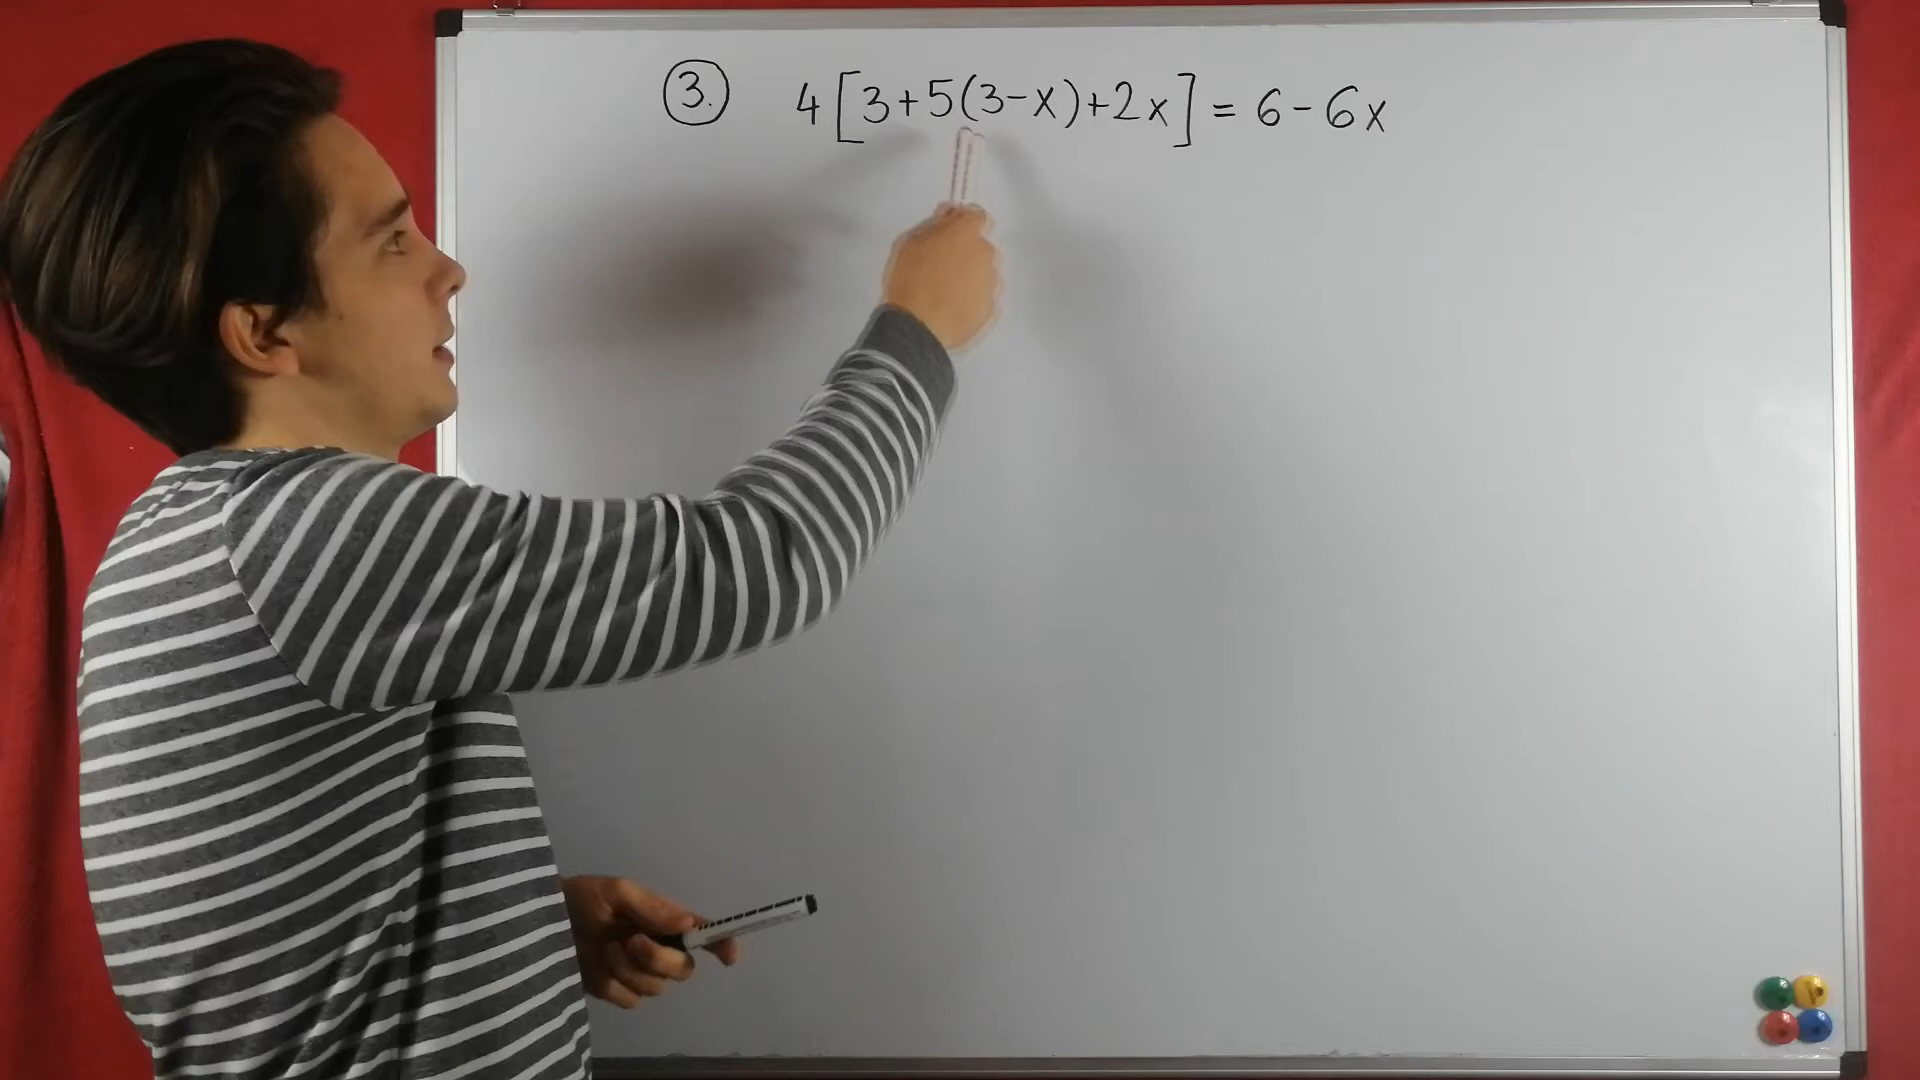 3. 4[3+5(3-x)+2x] = 6-6x